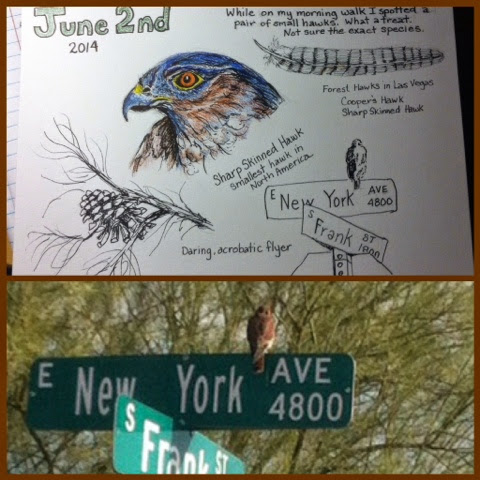 June 2nd
2014
While on my morning walk I spotted a
pair of small hawks. What a treat.
Not sure the exact species.
Forest Hawks in Las Vegas
Cooper's Hawk
Sharp Skinned Hawk
Sharp Skinned Hawk
smallest hawk in
North America
Daring, acrobatic flyer
E New York AVE
4800
S Frank ST
1800
E New York AVE
4800
S Frank ST